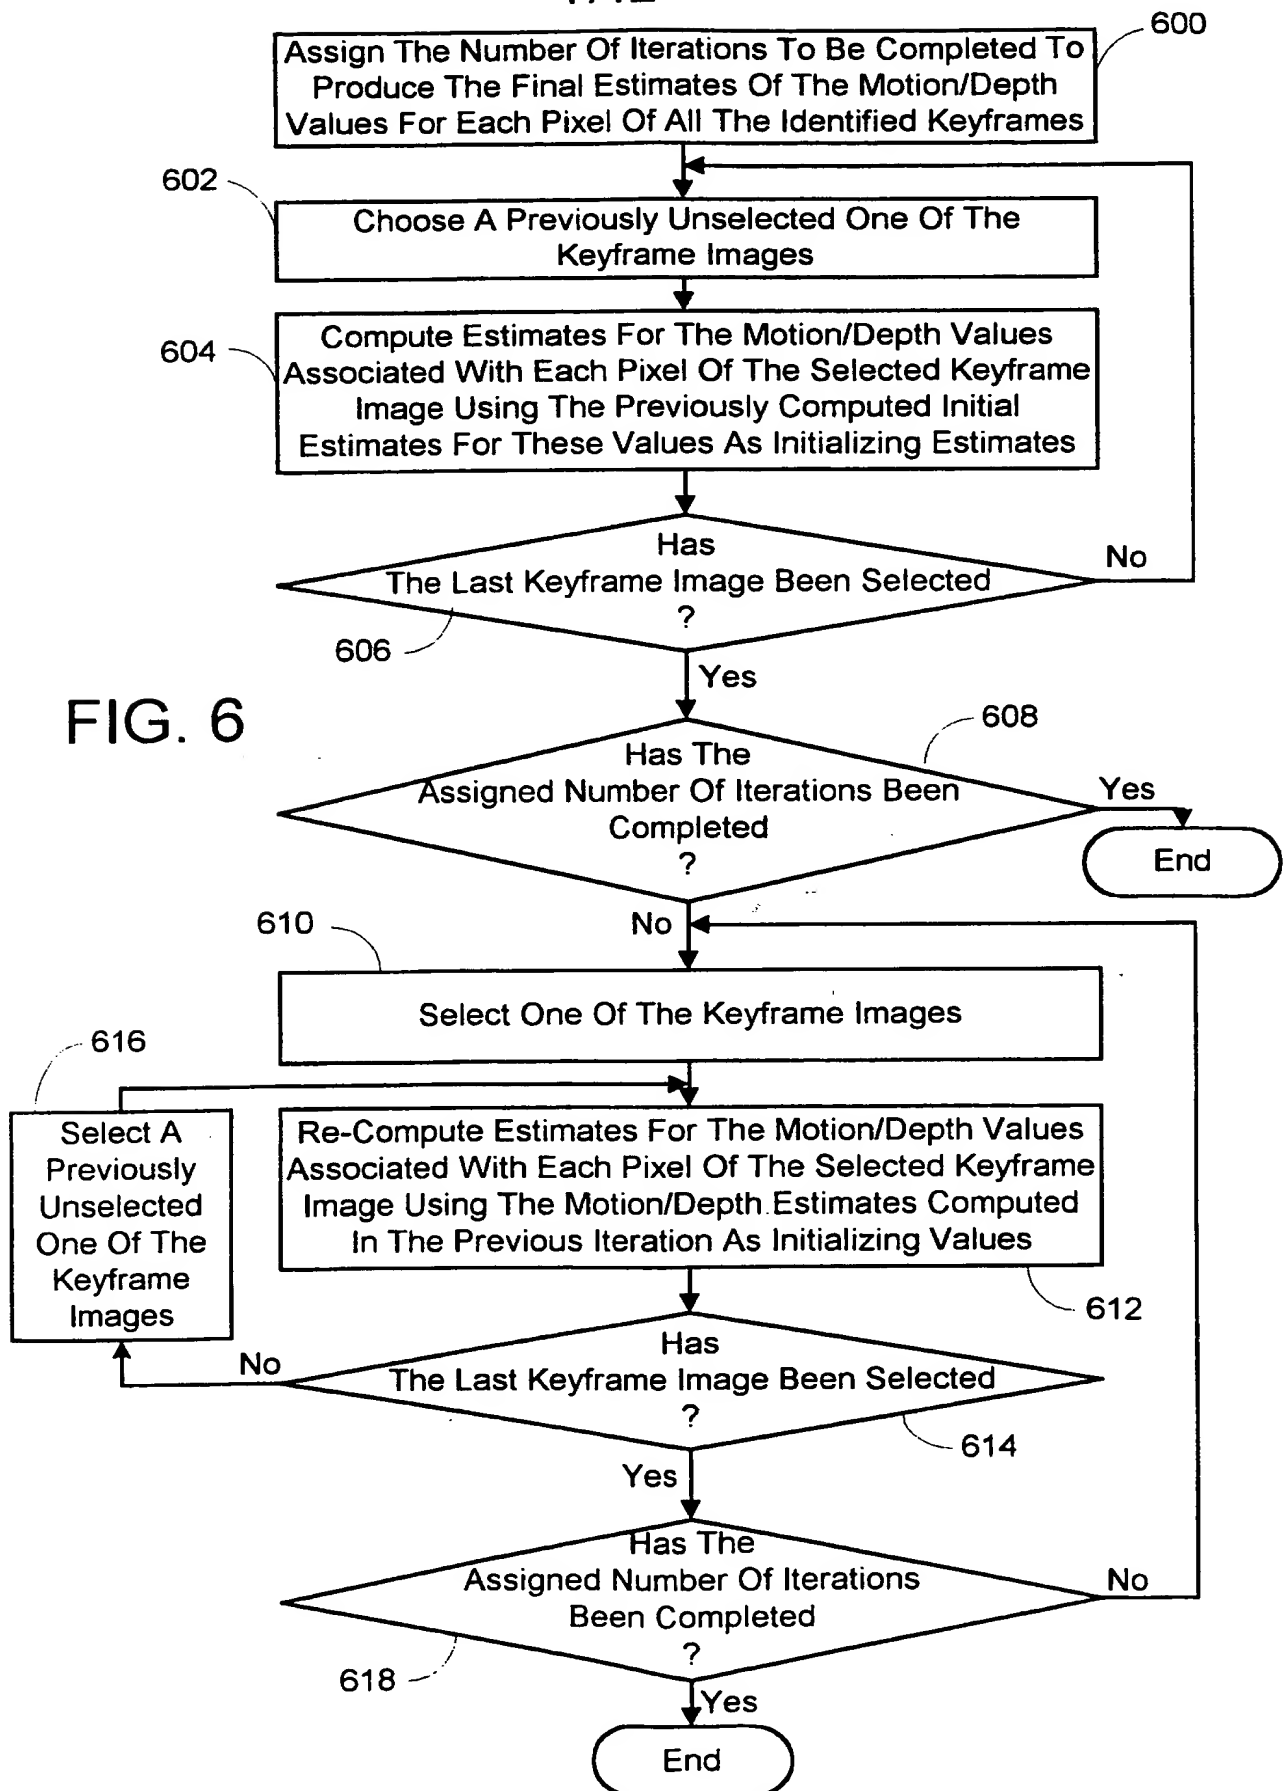 600
Assign The Number Of Iterations To Be Completed To
Produce The Final Estimates Of The Motion/Depth
Values For Each Pixel Of All The Identified Keyframes
602
Choose A Previously Unselected One Of The
Keyframe Images
604
Compute Estimates For The Motion/Depth Values
Associated With Each Pixel Of The Selected Keyframe
Image Using The Previously Computed Initial
Estimates For These Values As Initializing Estimates
Has
The Last Keyframe Image Been Selected
?
No
606
Yes
FIG. 6
608
Has The
Assigned Number Of Iterations Been
Completed
?
Yes
End
No
610
Select One Of The Keyframe Images
616
Select A
Previously
Unselected
One Of The
Keyframe
Images
Re-Compute Estimates For The Motion/Depth Values
Associated With Each Pixel Of The Selected Keyframe
Image Using The Motion/Depth Estimates Computed
In The Previous Iteration As Initializing Values
612
Has
The Last Keyframe Image Been Selected
?
No
614
Yes
Has The
Assigned Number Of Iterations
Been Completed
?
No
618
Yes
End